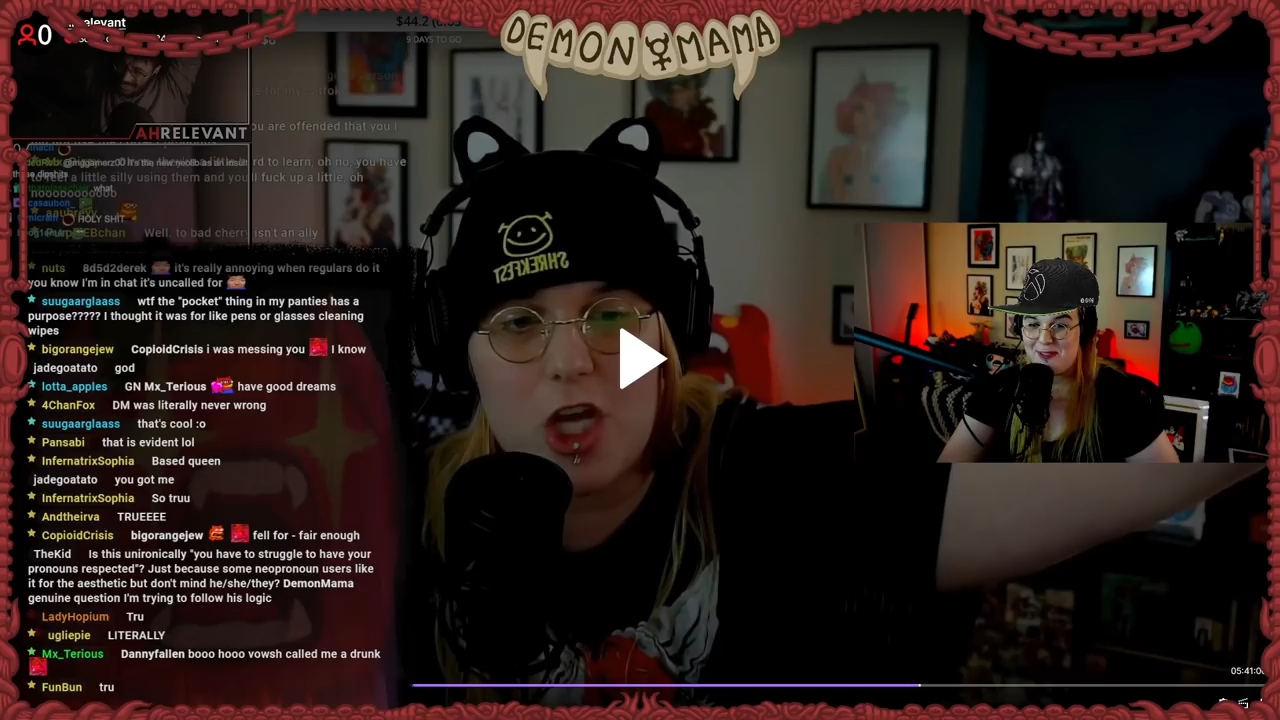 elevant
0
$44.2
9 DAYS TO GO
DEMON MAMA
AHRELEVANT
you are offended that you I
rd to learn, oh no, you have
to feel a little silly using them and you'll fuck up a little, oh
nooooooooooo
what
casaubon_
HOLY SHIT
EBchan Well, to bad cherry isn't an ally
SHREKFEST
nuts 8d5d2derek it's really annoying when regulars do it
you know I'm in chat it's uncalled for
suugaarglaass wtf the "pocket" thing in my panties has a
purpose????? I thought it was for like pens or glasses cleaning
wipes
bigorangejew CopioidCrisis i was messing you I know
jadegoatato god
lotta_apples GN Mx_Terious have good dreams
4ChanFox DM was literally never wrong
suugaarglaass that's cool :o
Pansabi that is evident lol
InfernatrixSophia Based queen
jadegoatato you got me
InfernatrixSophia So truu
Andtheirva TRUEEEE
CopioidCrisis bigorangejew fell for - fair enough
TheKid Is this unironically "you have to struggle to have your
pronouns respected"? Just because some neopronoun users like
it for the aesthetic but don't mind he/she/they? DemonMama
genuine question I'm trying to follow his logic
LadyHopium Tru
ugliepie LITERALLY
Mx_Terious Dannyfallen booo hooo vowsh called me a drunk
FunBun tru
05:41:0